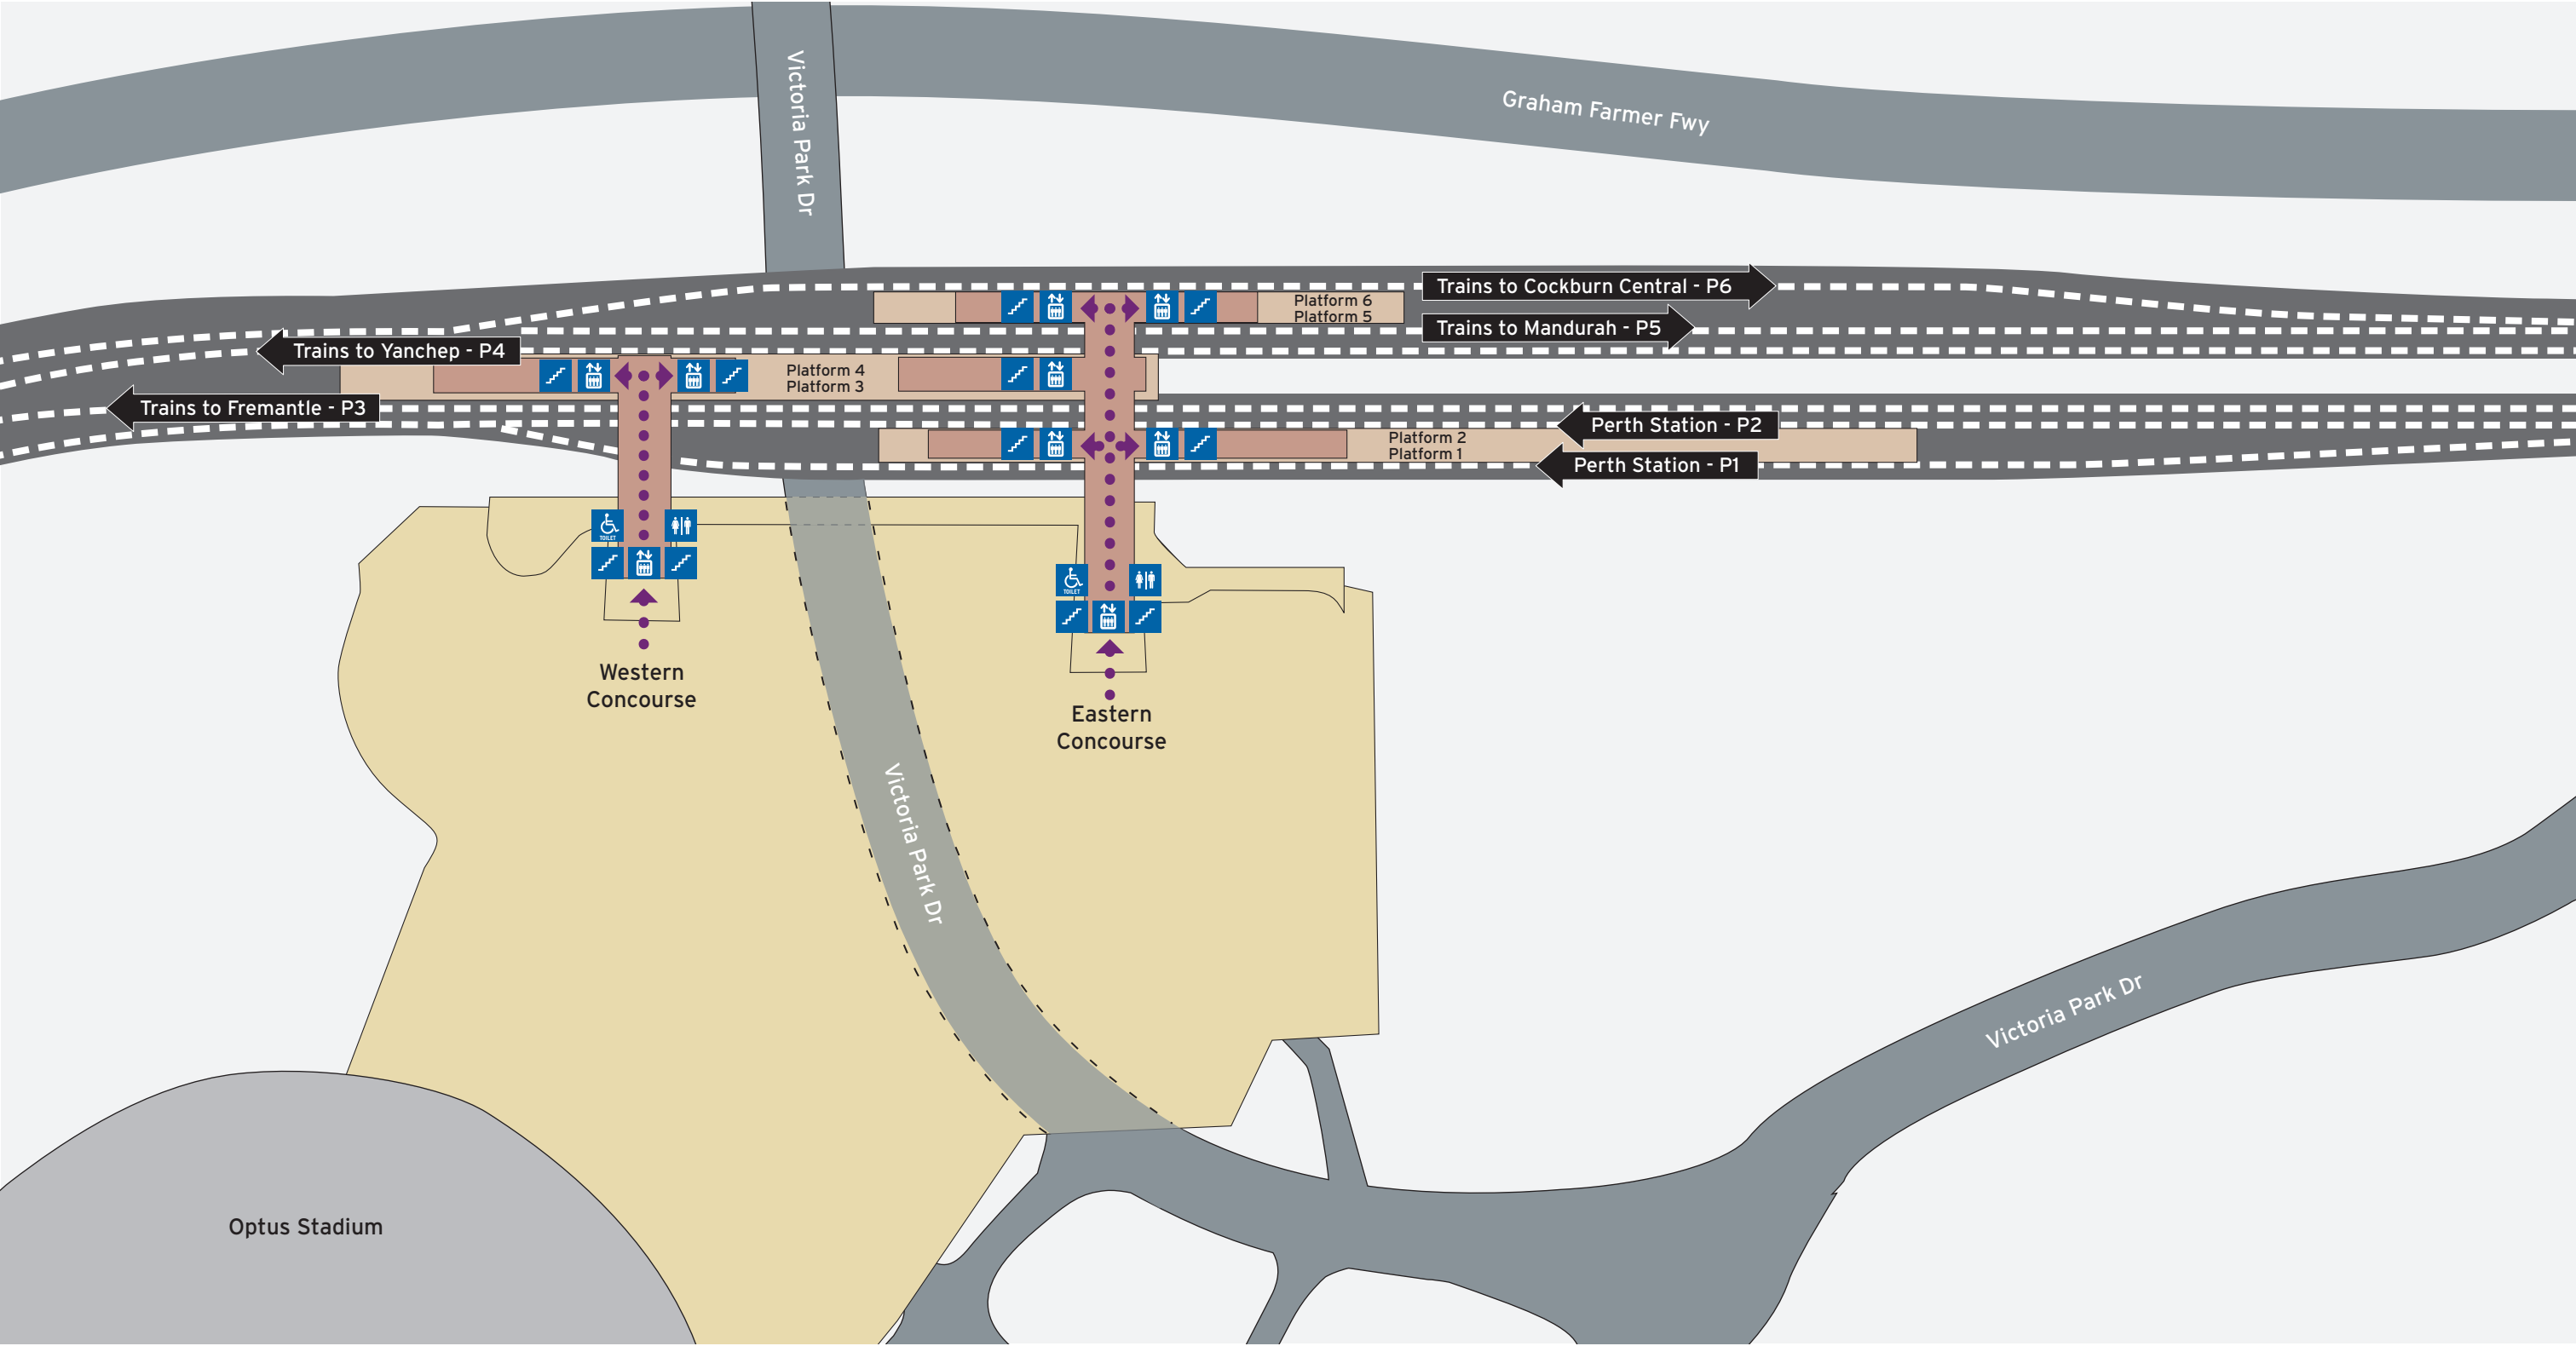 Victoria Park Dr
Graham Farmer Fwy
Trains to Cockburn Central - P6
Platform 6
Platform 5
Trains to Mandurah - P5
Trains to Yanchep - P4
Platform 4
Platform 3
Trains to Fremantle - P3
Perth Station - P2
Platform 2
Platform 1
Perth Station - P1
TOILET
TOILET
Western
Concourse
Eastern
Concourse
Victoria Park Dr
Victoria Park Dr
Optus Stadium